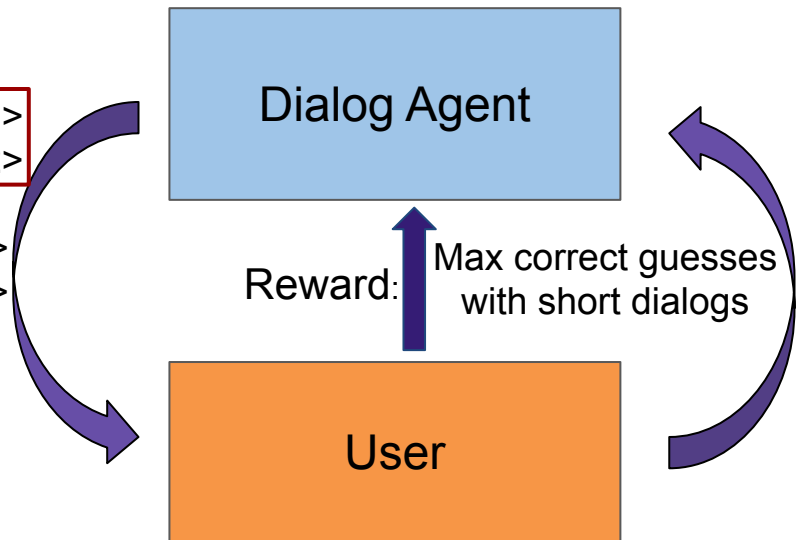 Dialog Agent
>
>
>
>
Reward:
Max correct guesses
with short dialogs
User